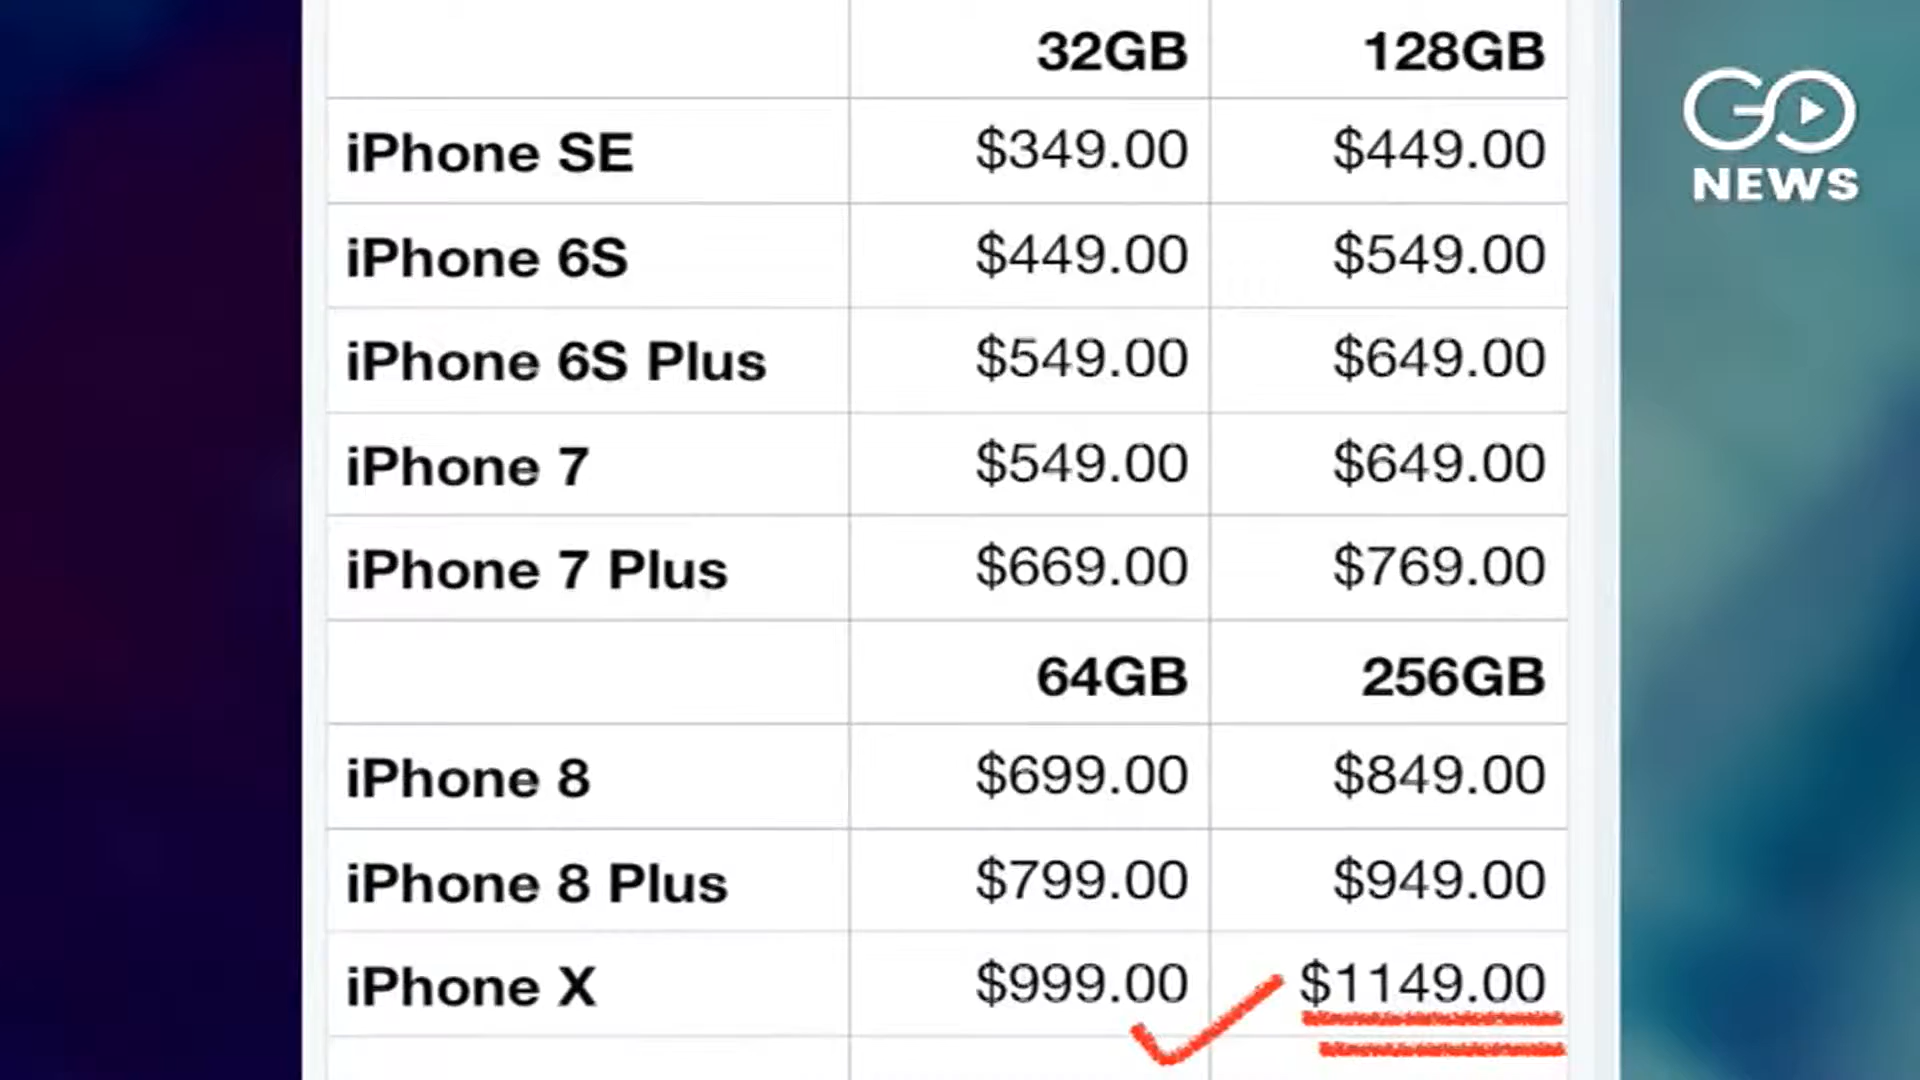 32GB 128GB
iPhone SE $349.00 $449.00
iPhone 6S $449.00 $549.00
iPhone 6S Plus $549.00 $649.00
iPhone 7 $549.00 $649.00
iPhone 7 Plus $669.00 $769.00
64GB 256GB
iPhone 8 $699.00 $849.00
iPhone 8 Plus $799.00 $949.00
iPhone X $999.00 $1149.00
GO
NEWS